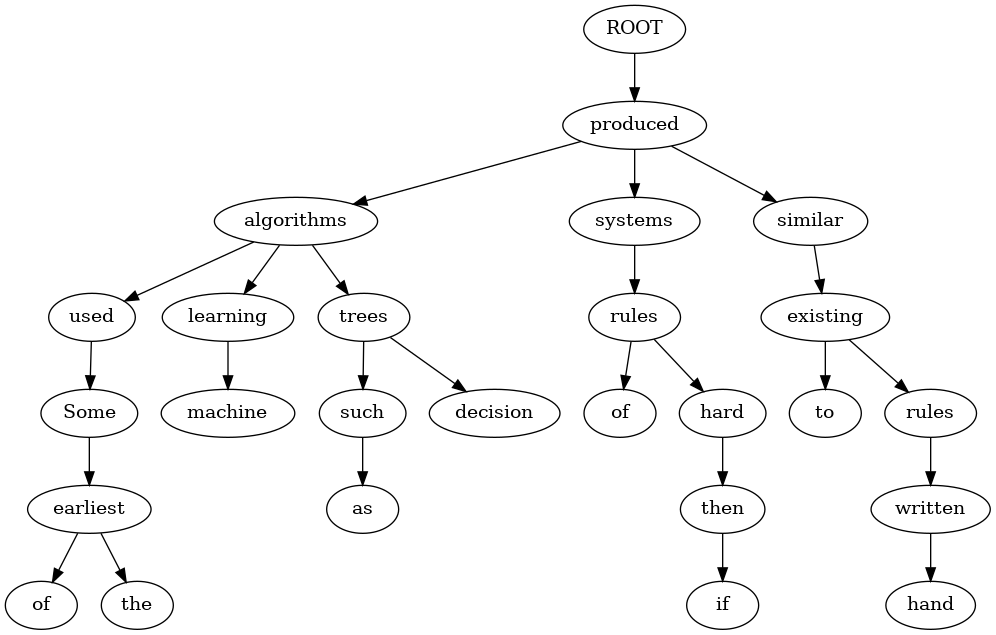 ROOT
produced
algorithms systems similar
used learning trees rules existing
Some machine such decision of hard to rules
earliest as then written
of the if hand